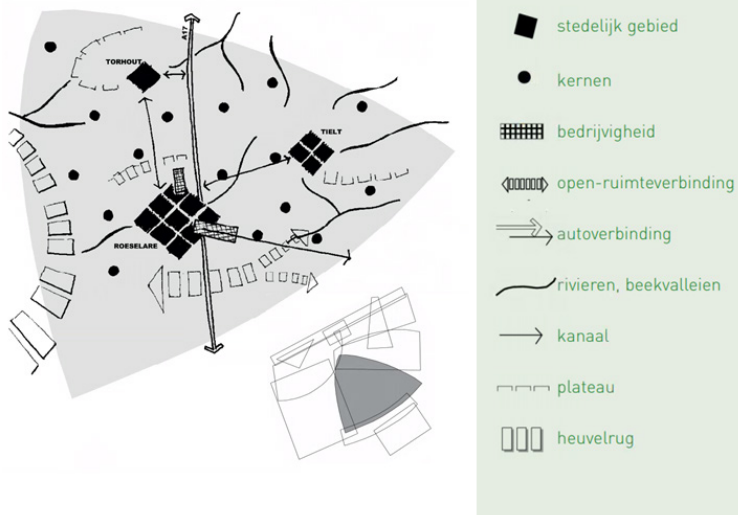 A17
TORHOUT
TIELT
ROESELARE
stedelijk gebied
kernen
bedrijvigheid
open-ruimteverbinding
autoverbinding
rivieren, beekvalleien
kanaal
plateau
heuvelrug